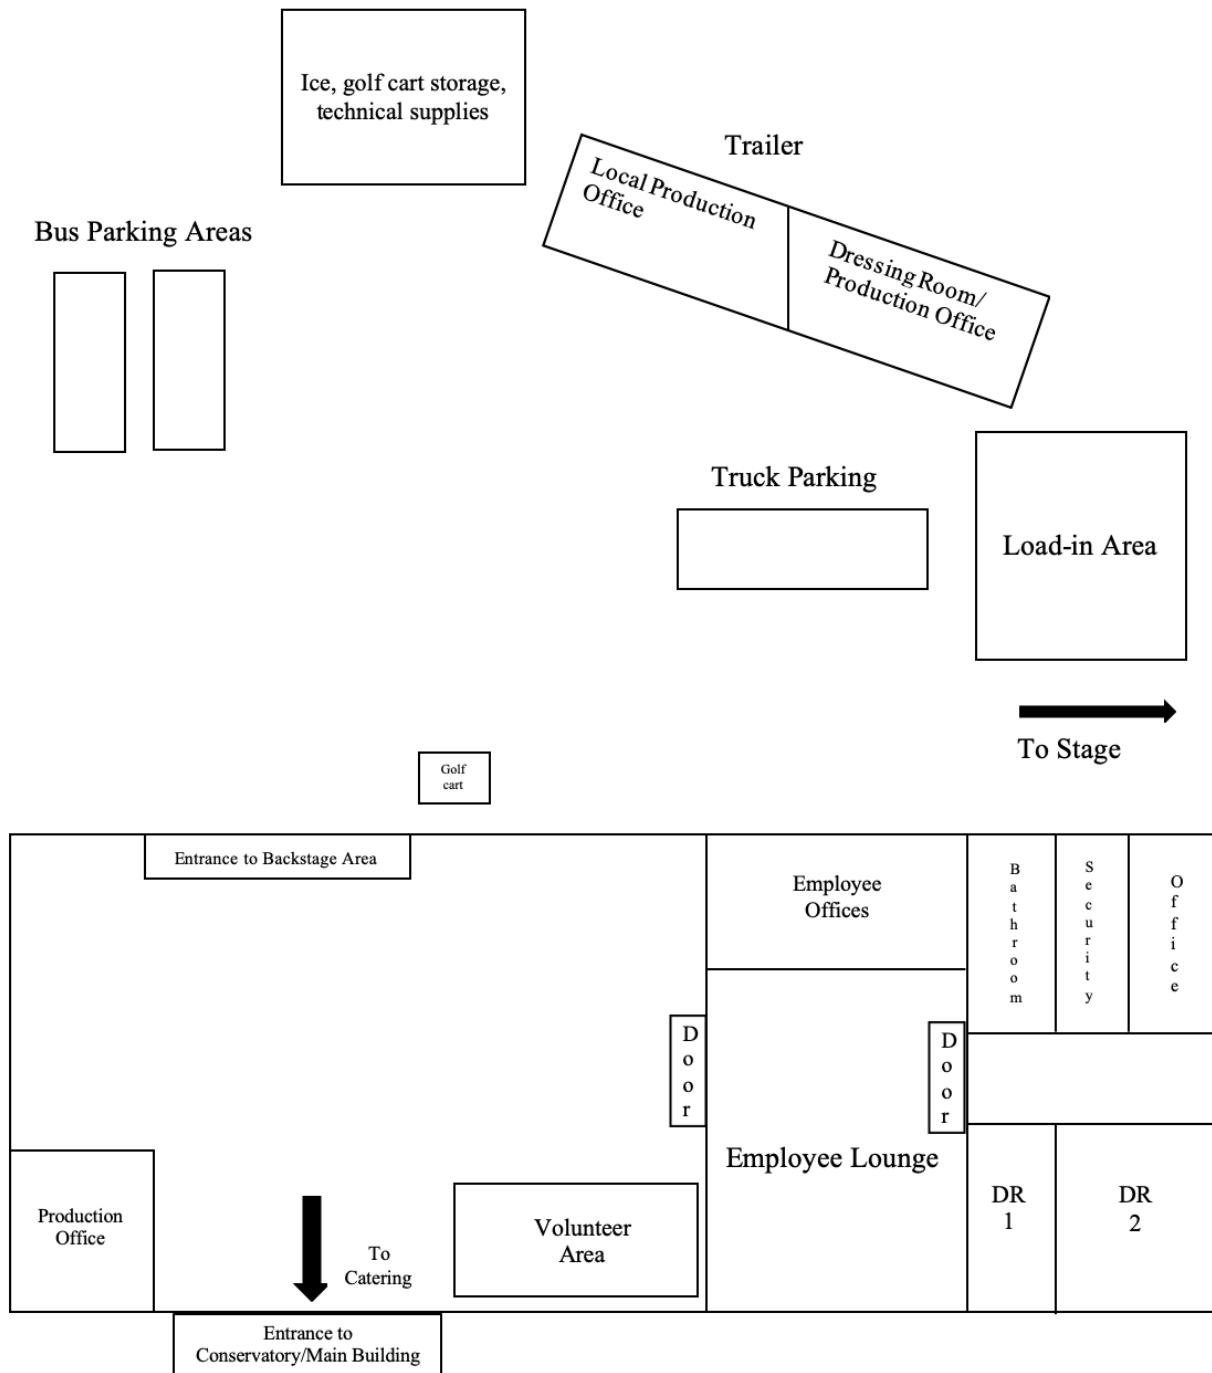 Ice, golf cart storage,
technical supplies
Trailer
Local Production
Office
Dressing Room/
Production Office
Bus Parking Areas
Truck Parking
Load-in Area
To Stage
Golf
cart
Entrance to Backstage Area
Employee
Offices
Bathroom
Security
Office
Door
Door
Employee Lounge
Production
Office
To
Catering
Volunteer
Area
DR
1
DR
2
Entrance to
Conservatory/Main Building